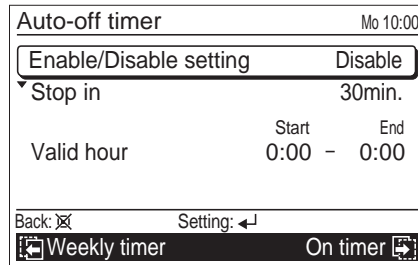 Auto-off timer Mo 10:00
Enable/Disable setting Disable
Stop in 30min.
Start End
Valid hour 0:00 - 0:00
Back: Setting:
Weekly timer On timer